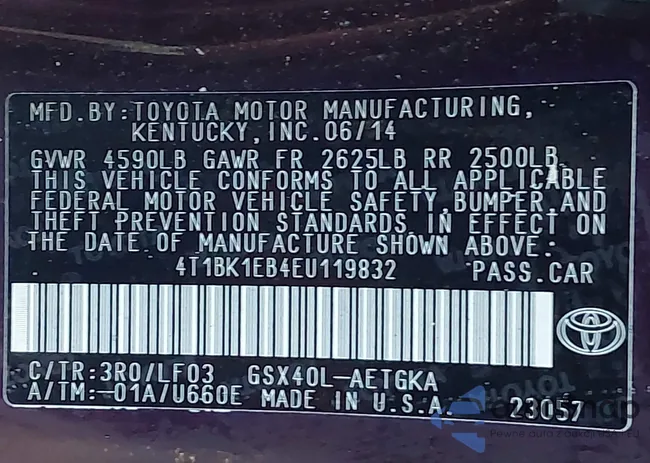 MFD.BY:TOYOTA MOTOR MANUFACTURING,
KENTUCKY,INC.06/14
GVWR 4590LB GAWR FR 2625LB RR 2500LB
THIS VEHICLE CONFORMS TO ALL APPLICABLE
FEDERAL MOTOR VEHICLE SAFETY,BUMPER,AND
THEFT PREVENTION STANDARDS IN EFFECT ON
THE DATE OF MANUFACTURE SHOWN ABOVE:
4T1BK1EB4EU119832 PASS.CAR
C/TR:3R0/LF03 GSX40L-AETGKA
A/TM:-01A/U660E MADE IN U.S.A. 23057